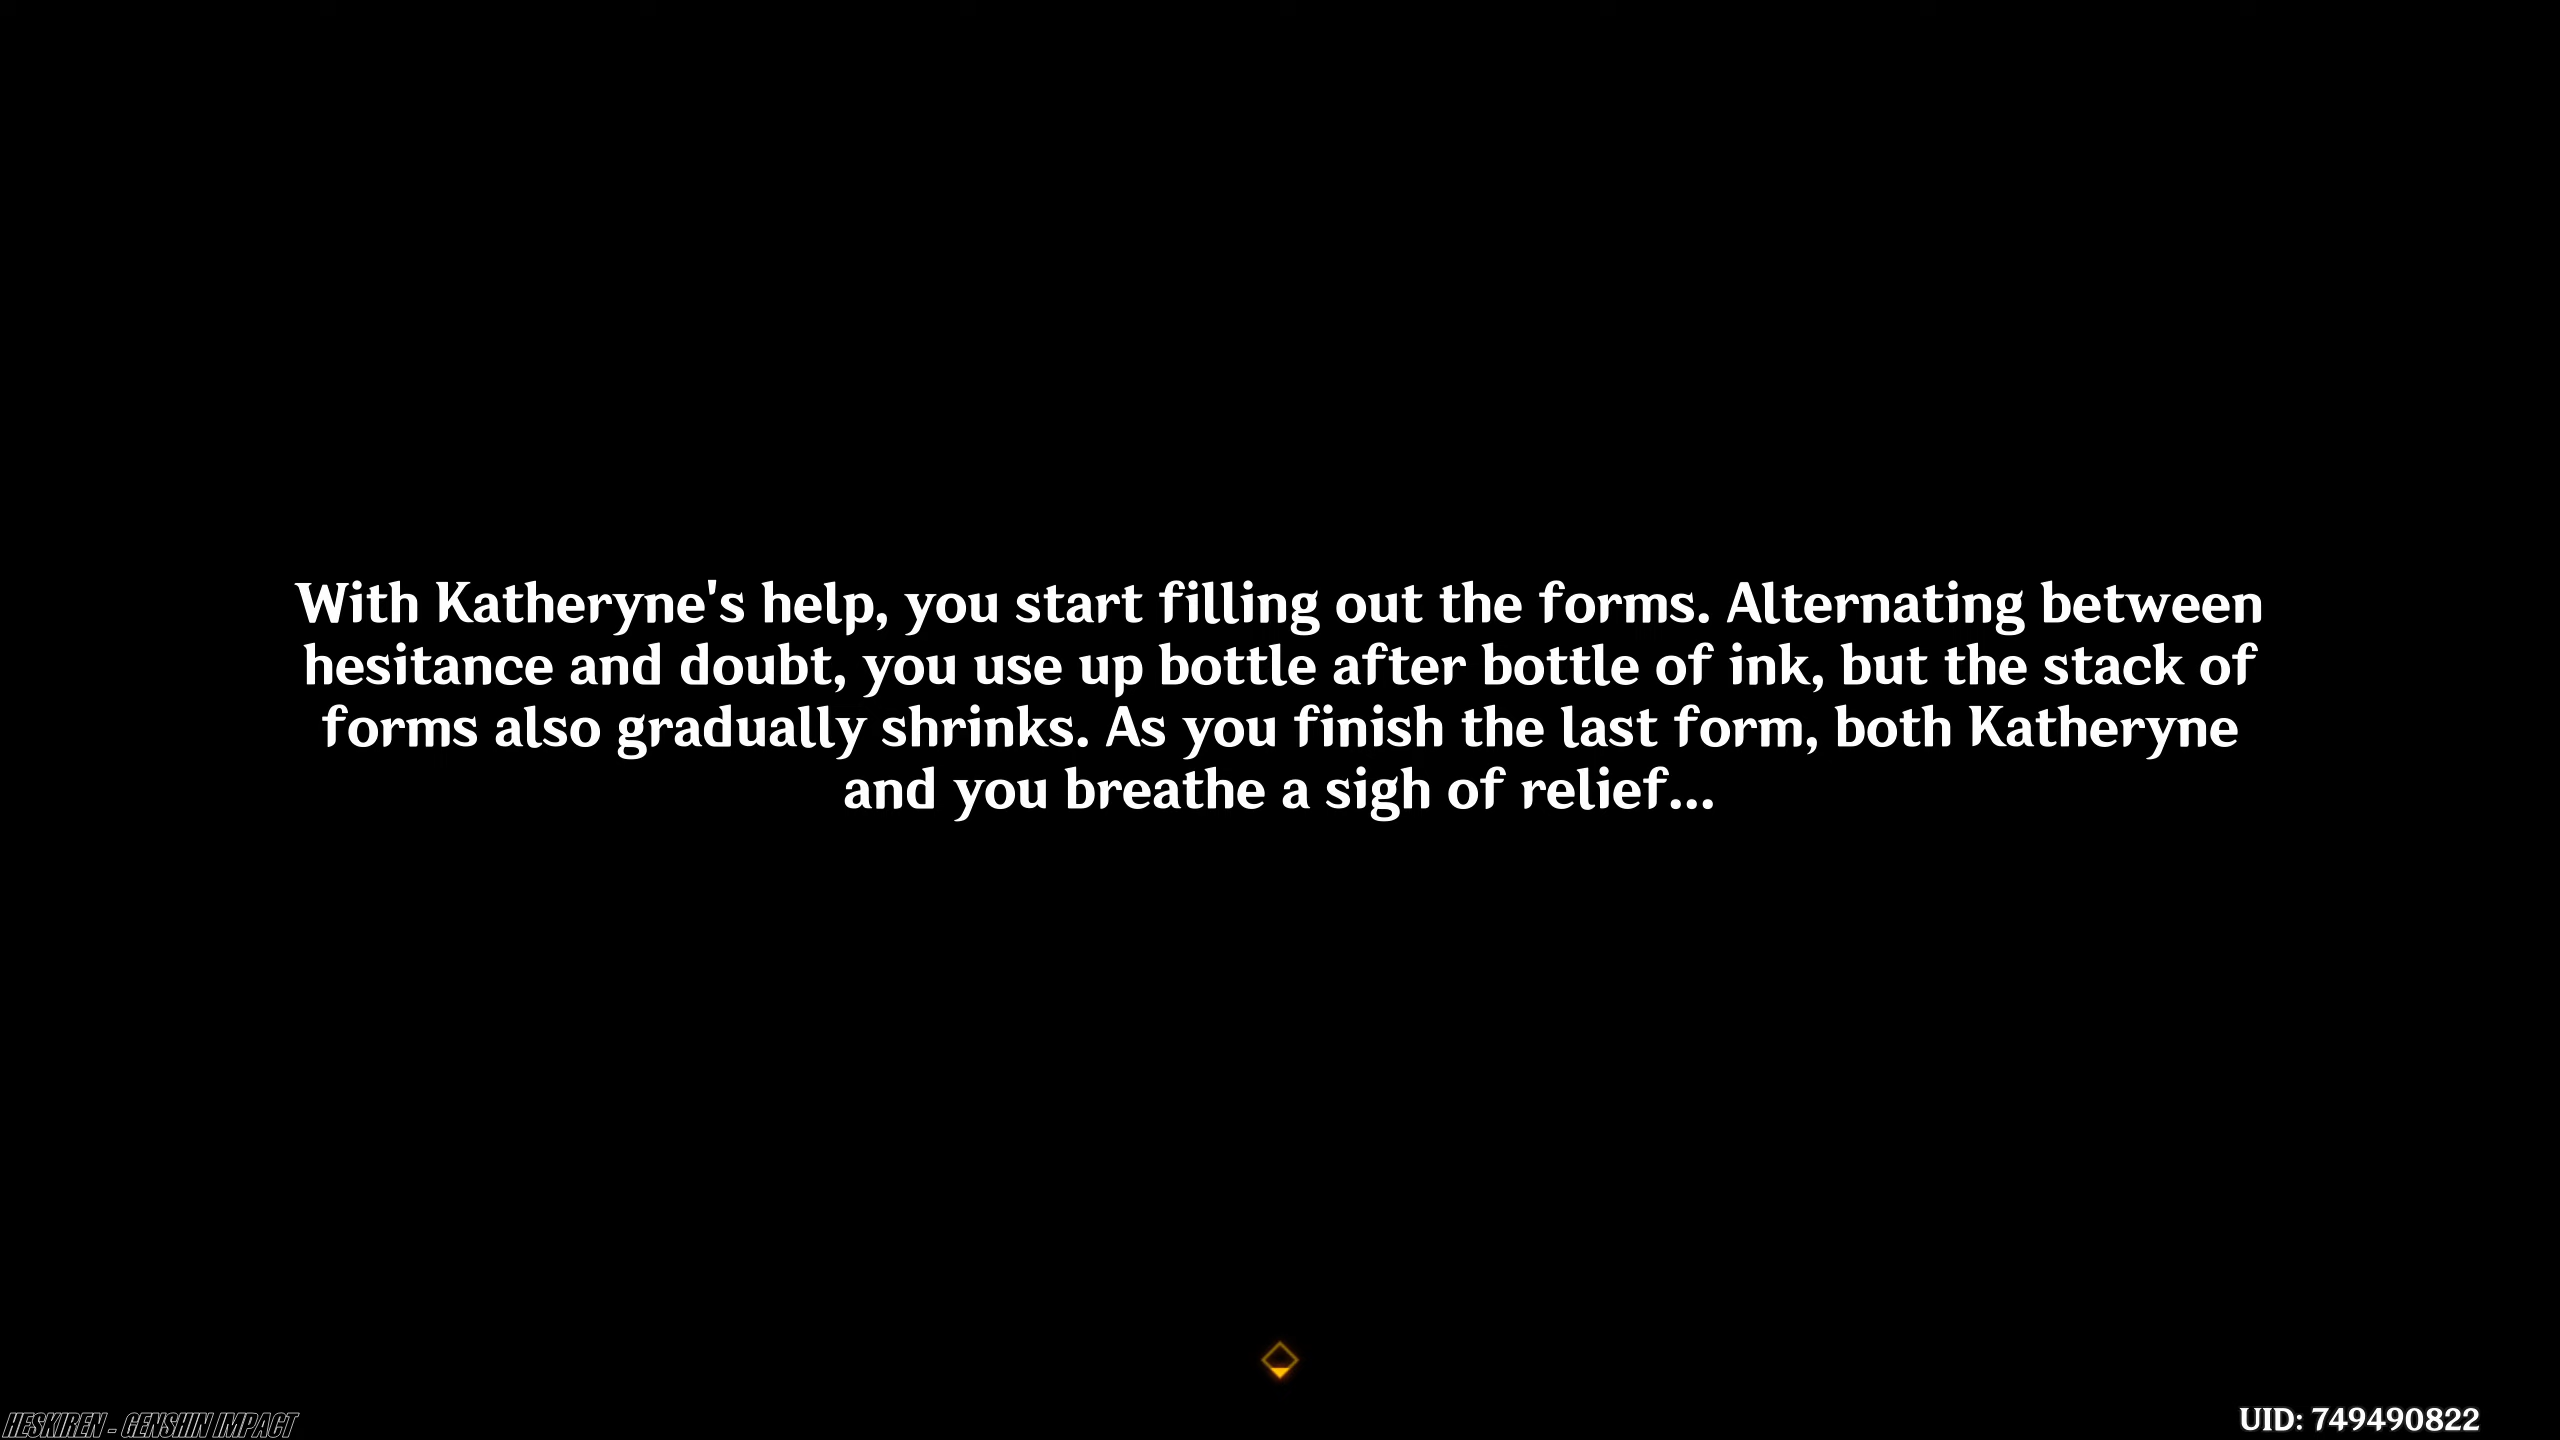 With Katheryne's help, you start filling out the forms. Alternating between
hesitance and doubt, you use up bottle after bottle of ink, but the stack of
forms also gradually shrinks. As you finish the last form, both Katheryne
and you breathe a sigh of relief...
HESKIREN - GENSHIN IMPACT
UID: 749490822